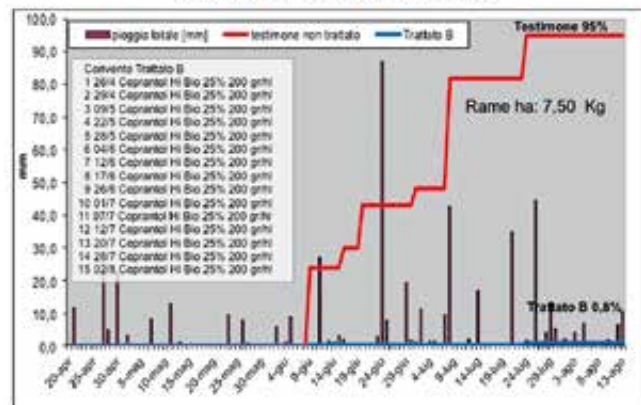 100,0
90,0
80,0
70,0
60,0
50,0
40,0
30,0
20,0
10,0
0,0
mm
pioggia totale [mm]
testimone non trattato
Trattato B
Testimone 95%
Convento Trattato B
1 26/4 Coprantol Hi Bio 25% 200 gr/hl
2 29/4 Coprantol Hi Bio 25% 200 gr/hl
3 09/5 Coprantol Hi Bio 25% 200 gr/hl
4 22/5 Coprantol Hi Bio 25% 200 gr/hl
5 28/5 Coprantol Hi Bio 25% 200 gr/hl
6 04/6 Coprantol Hi Bio 25% 200 gr/hl
7 12/6 Coprantol Hi Bio 25% 200 gr/hl
8 17/6 Coprantol Hi Bio 25% 200 gr/hl
9 26/6 Coprantol Hi Bio 25% 200 gr/hl
10 01/7 Coprantol Hi Bio 25% 200 gr/hl
11 07/7 Coprantol Hi Bio 25% 200 gr/hl
12 12/7 Coprantol Hi Bio 25% 200 gr/hl
13 20/7 Coprantol Hi Bio 25% 200 gr/hl
14 28/7 Coprantol Hi Bio 25% 200 gr/hl
15 02/8 Coprantol Hi Bio 25% 200 gr/hl
Rame ha: 7,50 Kg
Trattato B 0,8%
20-apr
25-apr
30-apr
5-mag
10-mag
15-mag
20-mag
25-mag
30-mag
4-giu
9-giu
14-giu
19-giu
24-giu
29-giu
4-lug
9-lug
14-lug
19-lug
24-lug
29-lug
3-ago
8-ago
13-ago